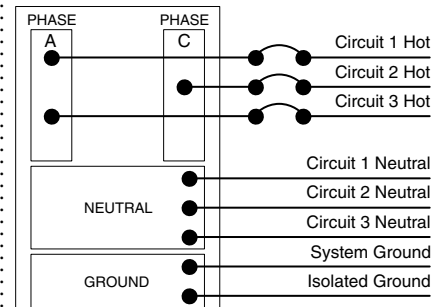 PHASE PHASE
A C
Circuit 1 Hot
Circuit 2 Hot
Circuit 3 Hot
Circuit 1 Neutral
Circuit 2 Neutral
NEUTRAL
Circuit 3 Neutral
System Ground
GROUND
Isolated Ground